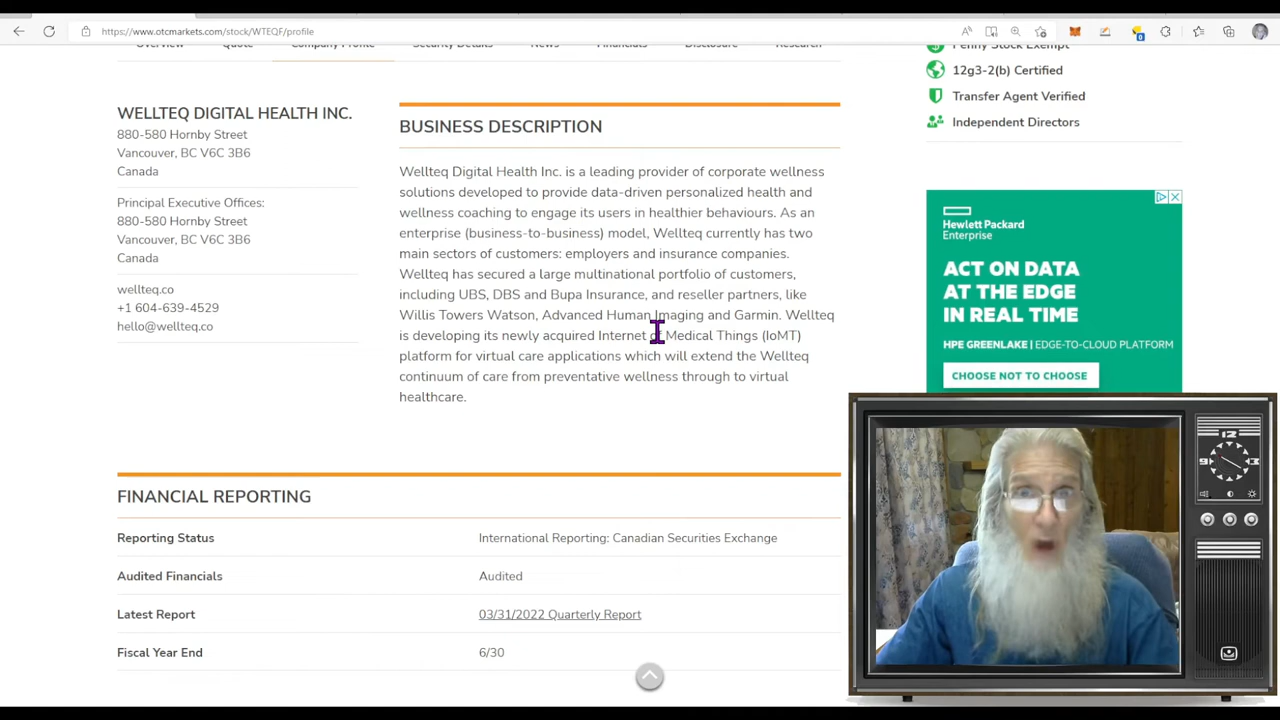 https://www.otcmarkets.com/stock/WTEQF/profile
Overview
Quote
Company Profile
Security Details
News
Financials
Disclosure
Research
Penny Stock Exempt
12g3-2(b) Certified
Transfer Agent Verified
Independent Directors
WELLTEQ DIGITAL HEALTH INC.
880-580 Hornby Street
Vancouver, BC V6C 3B6
Canada
Principal Executive Offices:
880-580 Hornby Street
Vancouver, BC V6C 3B6
Canada
wellteq.co
+1 604-639-4529
hello@wellteq.co
BUSINESS DESCRIPTION
Wellteq Digital Health Inc. is a leading provider of corporate wellness
solutions developed to provide data-driven personalized health and
wellness coaching to engage its users in healthier behaviours. As an
enterprise (business-to-business) model, Wellteq currently has two
main sectors of customers: employers and insurance companies.
Wellteq has secured a large multinational portfolio of customers,
including UBS, DBS and Bupa Insurance, and reseller partners, like
Willis Towers Watson, Advanced Human Imaging and Garmin. Wellteq
is developing its newly acquired Internet of Medical Things (IoMT)
platform for virtual care applications which will extend the Wellteq
continuum of care from preventative wellness through to virtual
healthcare.
Hewlett Packard
Enterprise
ACT ON DATA
AT THE EDGE
IN REAL TIME
HPE GREENLAKE | EDGE-TO-CLOUD PLATFORM
CHOOSE NOT TO CHOOSE
FINANCIAL REPORTING
Reporting Status International Reporting: Canadian Securities Exchange
Audited Financials Audited
Latest Report 03/31/2022 Quarterly Report
Fiscal Year End 6/30
12
9 3